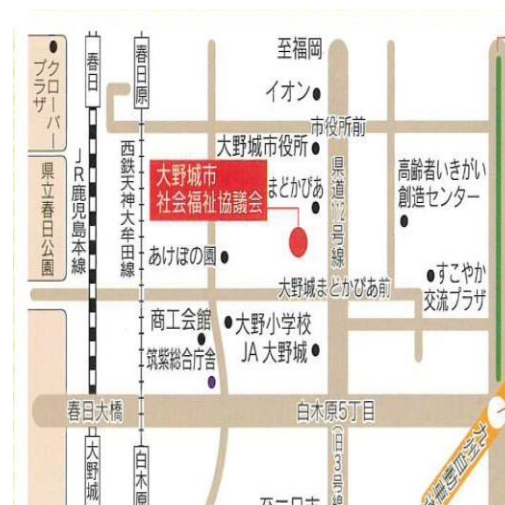 至福岡
クローバー
プラザ
春日
春日原
イオン
市役所前
大野城市役所
大野城市
社会福祉協議会
まどかぴあ
県道112号線
高齢者いきがい
創造センター
県立春日公園
JR鹿児島本線
西鉄天神大牟田線
あけぼの園
すこやか
交流プラザ
大野城まどかぴあ前
商工会館
大野小学校
JA大野城
筑紫総合庁舎
春日大橋
白木原5丁目
(旧3号線
九州自動車
大野城
白木原
至二日市